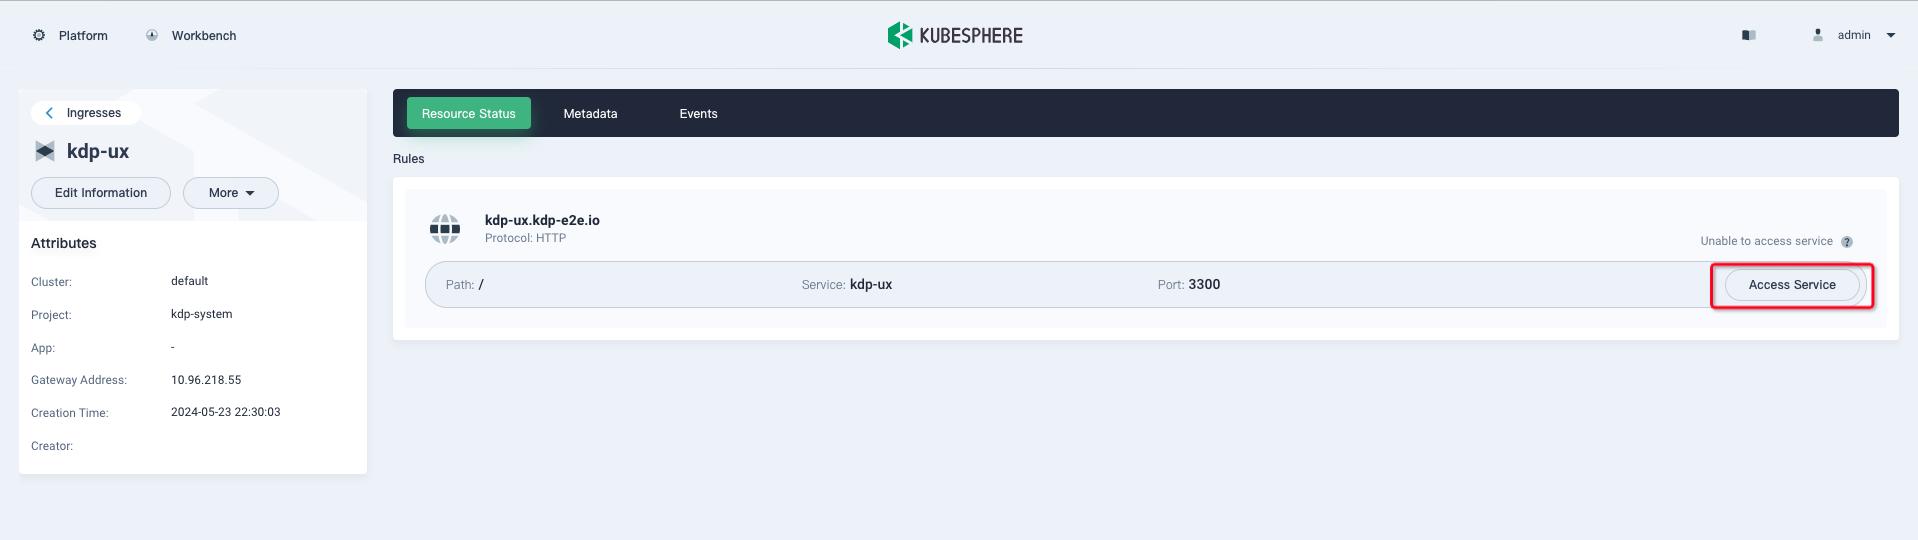 Platform
Workbench
KUBESPHERE
admin
Ingresses
kdp-ux
Edit Information
More
Attributes
Cluster: default
Project: kdp-system
App: -
Gateway Address: 10.96.218.55
Creation Time: 2024-05-23 22:30:03
Creator:
Resource Status
Metadata
Events
Rules
kdp-ux.kdp-e2e.io
Protocol: HTTP
Unable to access service ?
Path: / Service: kdp-ux Port: 3300
Access Service